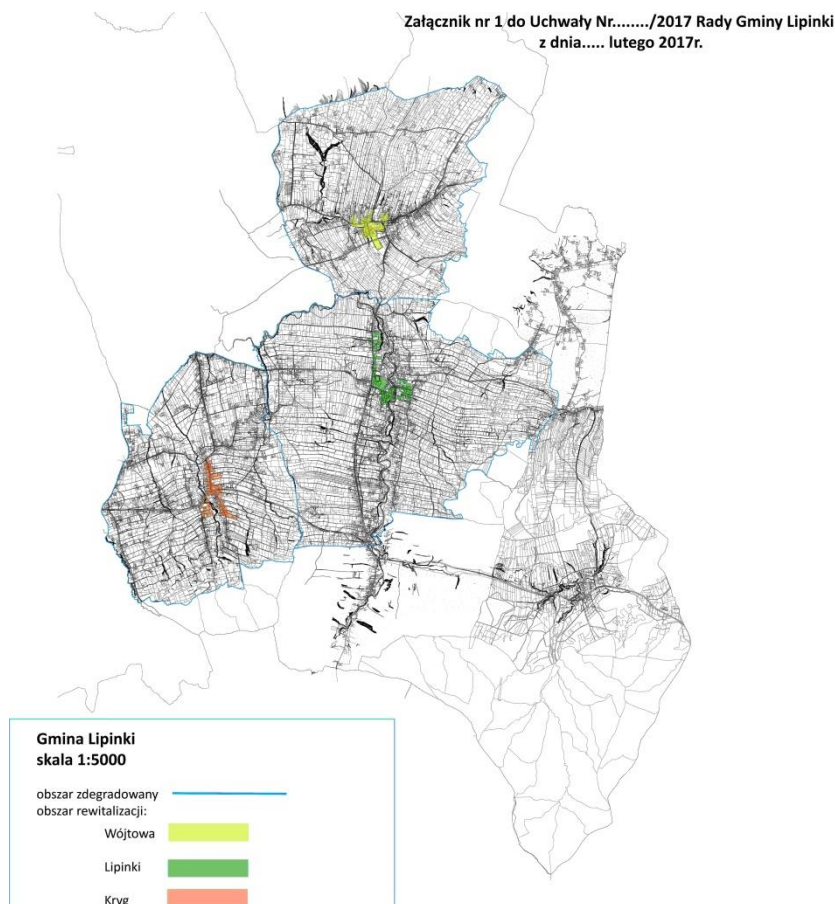 Załącznik nr 1 do Uchwały Nr......../2017 Rady Gminy Lipinki
z dnia..... lutego 2017r.
Gmina Lipinki
skala 1:5000
obszar zdegradowany
obszar rewitalizacji:
Wójtowa
Lipinki
Kryg